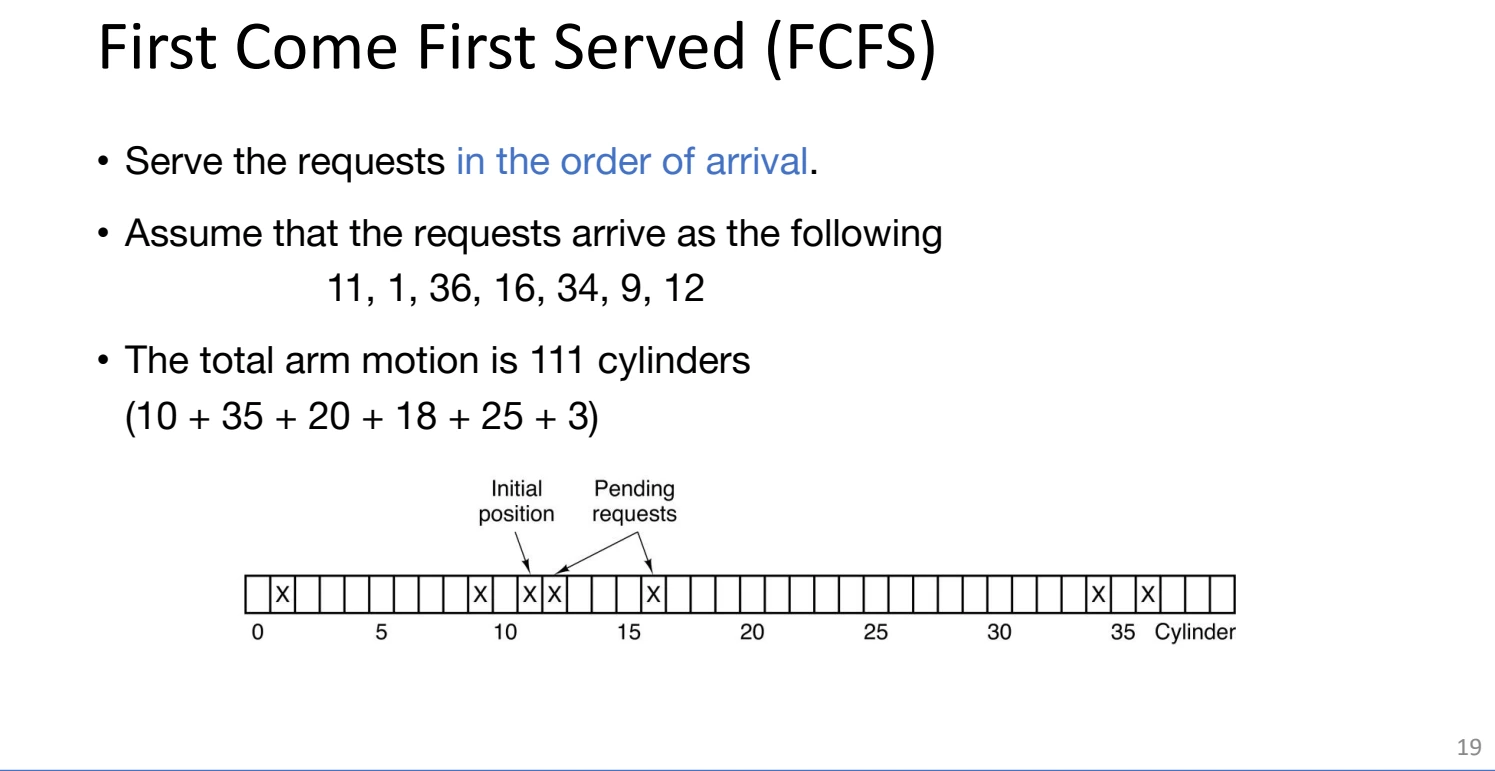 First Come First Served (FCFS)
• Serve the requests in the order of arrival.
• Assume that the requests arrive as the following
11, 1, 36, 16, 34, 9, 12
• The total arm motion is 111 cylinders
(10 + 35 + 20 + 18 + 25 + 3)
Initial position
Pending requests
X X X X X X X
0 5 10 15 20 25 30 35 Cylinder
19